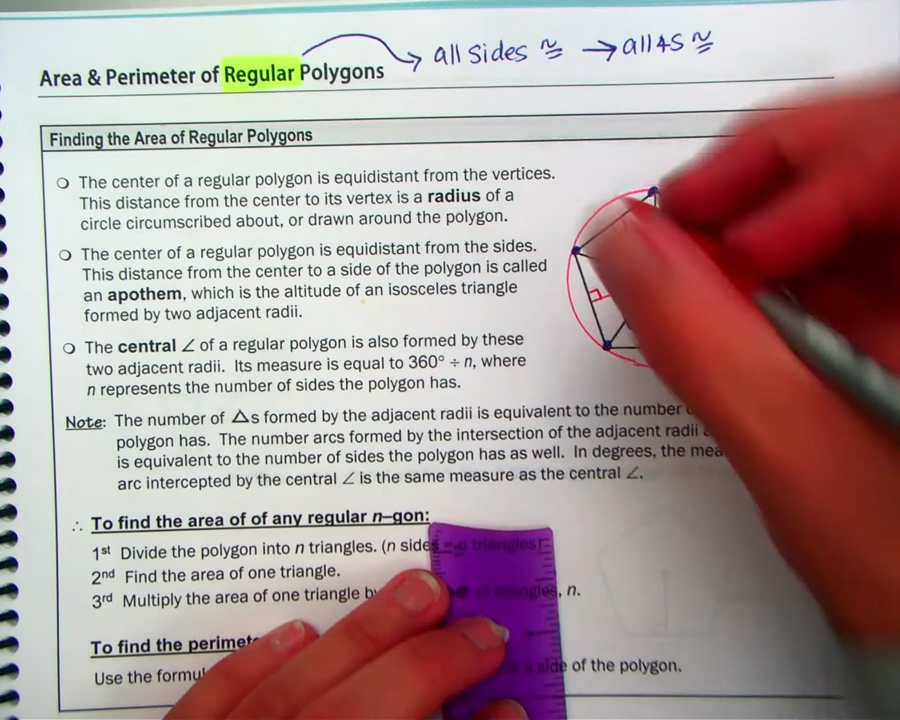 all sides ≅ → all ∠s ≅
Area & Perimeter of Regular Polygons
Finding the Area of Regular Polygons
The center of a regular polygon is equidistant from the vertices.
This distance from the center to its vertex is a radius of a
circle circumscribed about, or drawn around the polygon.
The center of a regular polygon is equidistant from the sides.
This distance from the center to a side of the polygon is called
an apothem, which is the altitude of an isosceles triangle
formed by two adjacent radii.
The central ∠ of a regular polygon is also formed by these
two adjacent radii. Its measure is equal to 360° ÷ n, where
n represents the number of sides the polygon has.
Note: The number of △s formed by the adjacent radii is equivalent to the number
polygon has. The number arcs formed by the intersection of the adjacent radii
is equivalent to the number of sides the polygon has as well. In degrees, the
arc intercepted by the central ∠ is the same measure as the central ∠.
∴ To find the area of of any regular n–gon:
1st Divide the polygon into n triangles. (n sides = n triangles)
2nd Find the area of one triangle.
3rd Multiply the area of one triangle triangles, n.
To find the
Use the a side of the polygon.